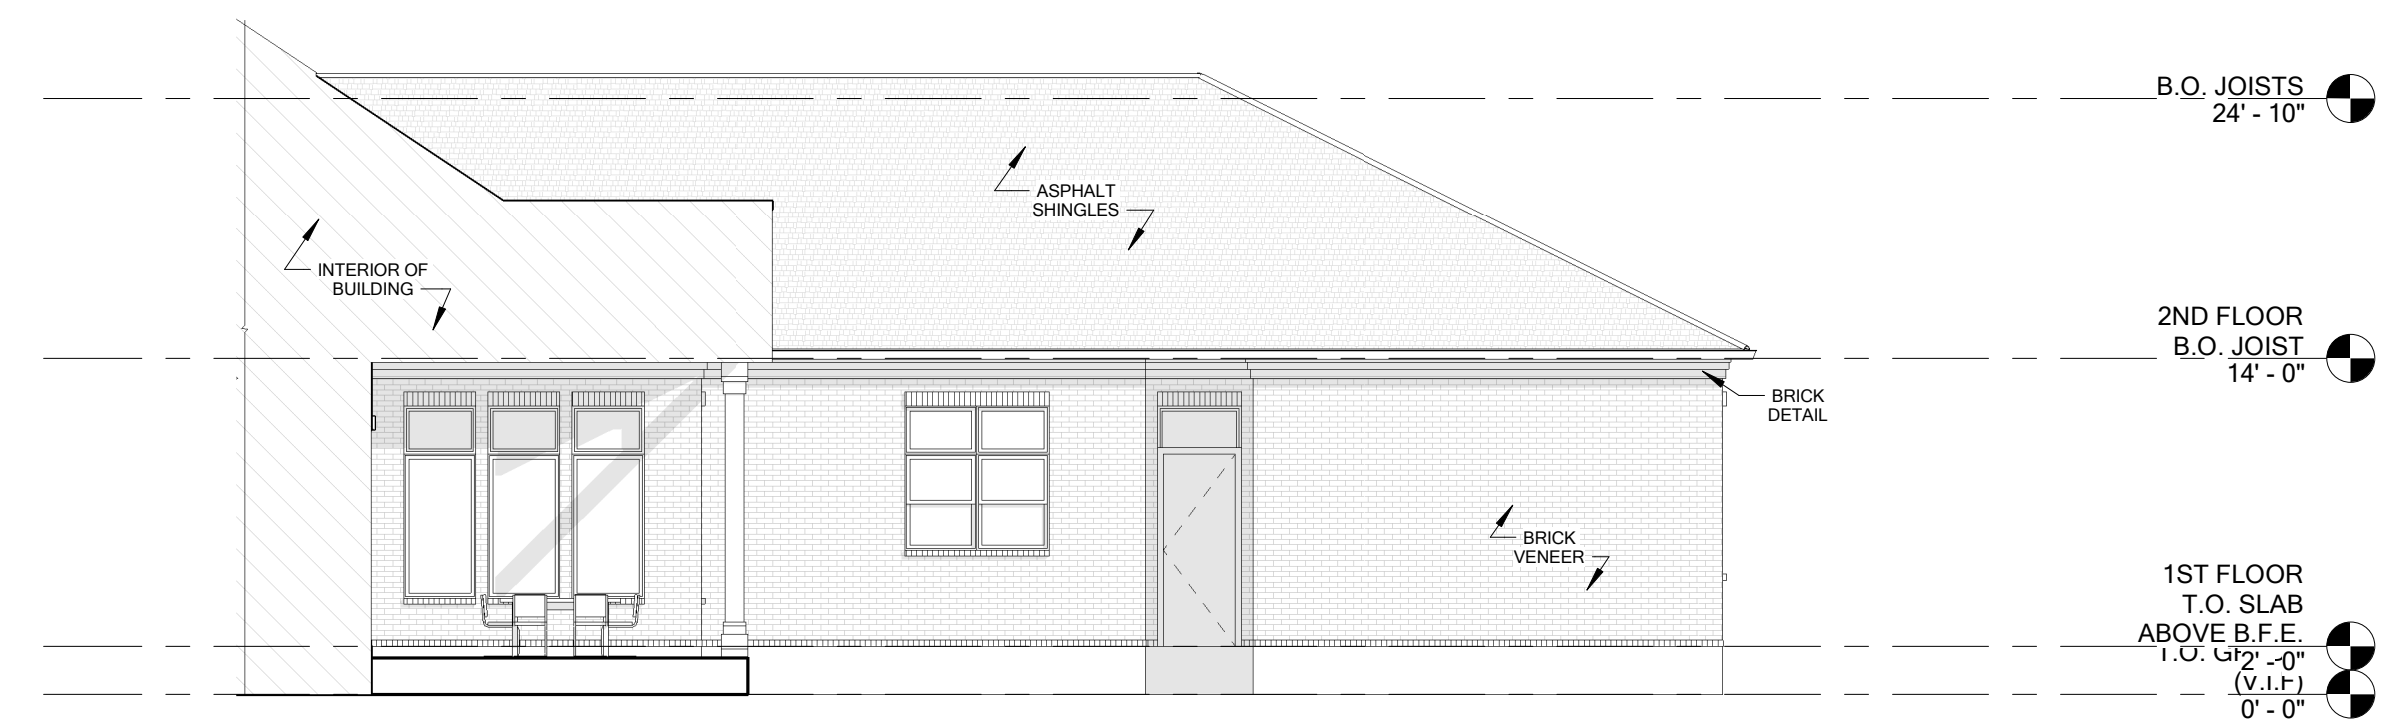 B.O. JOISTS
24' - 10"
ASPHALT
SHINGLES
INTERIOR OF
BUILDING
2ND FLOOR
B.O. JOIST
14' - 0"
BRICK
DETAIL
BRICK
VENEER
1ST FLOOR
T.O. SLAB
ABOVE B.F.E.
2' - 0"
T.O.
(V.I.F)
0' - 0"